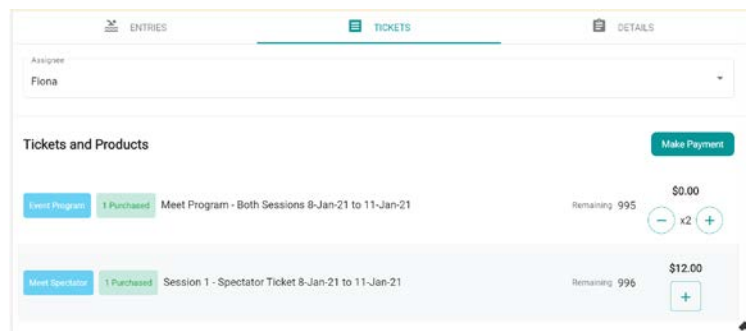 ENTRIES TICKETS DETAILS
Assignee
Fiona
Tickets and Products Make Payment
$0.00
Event Program 1 Purchased Meet Program - Both Sessions 8-Jan-21 to 11-Jan-21 Remaining 995
− x2 +
$12.00
Meet Spectator 1 Purchased Session 1 - Spectator Ticket 8-Jan-21 to 11-Jan-21 Remaining 996
+